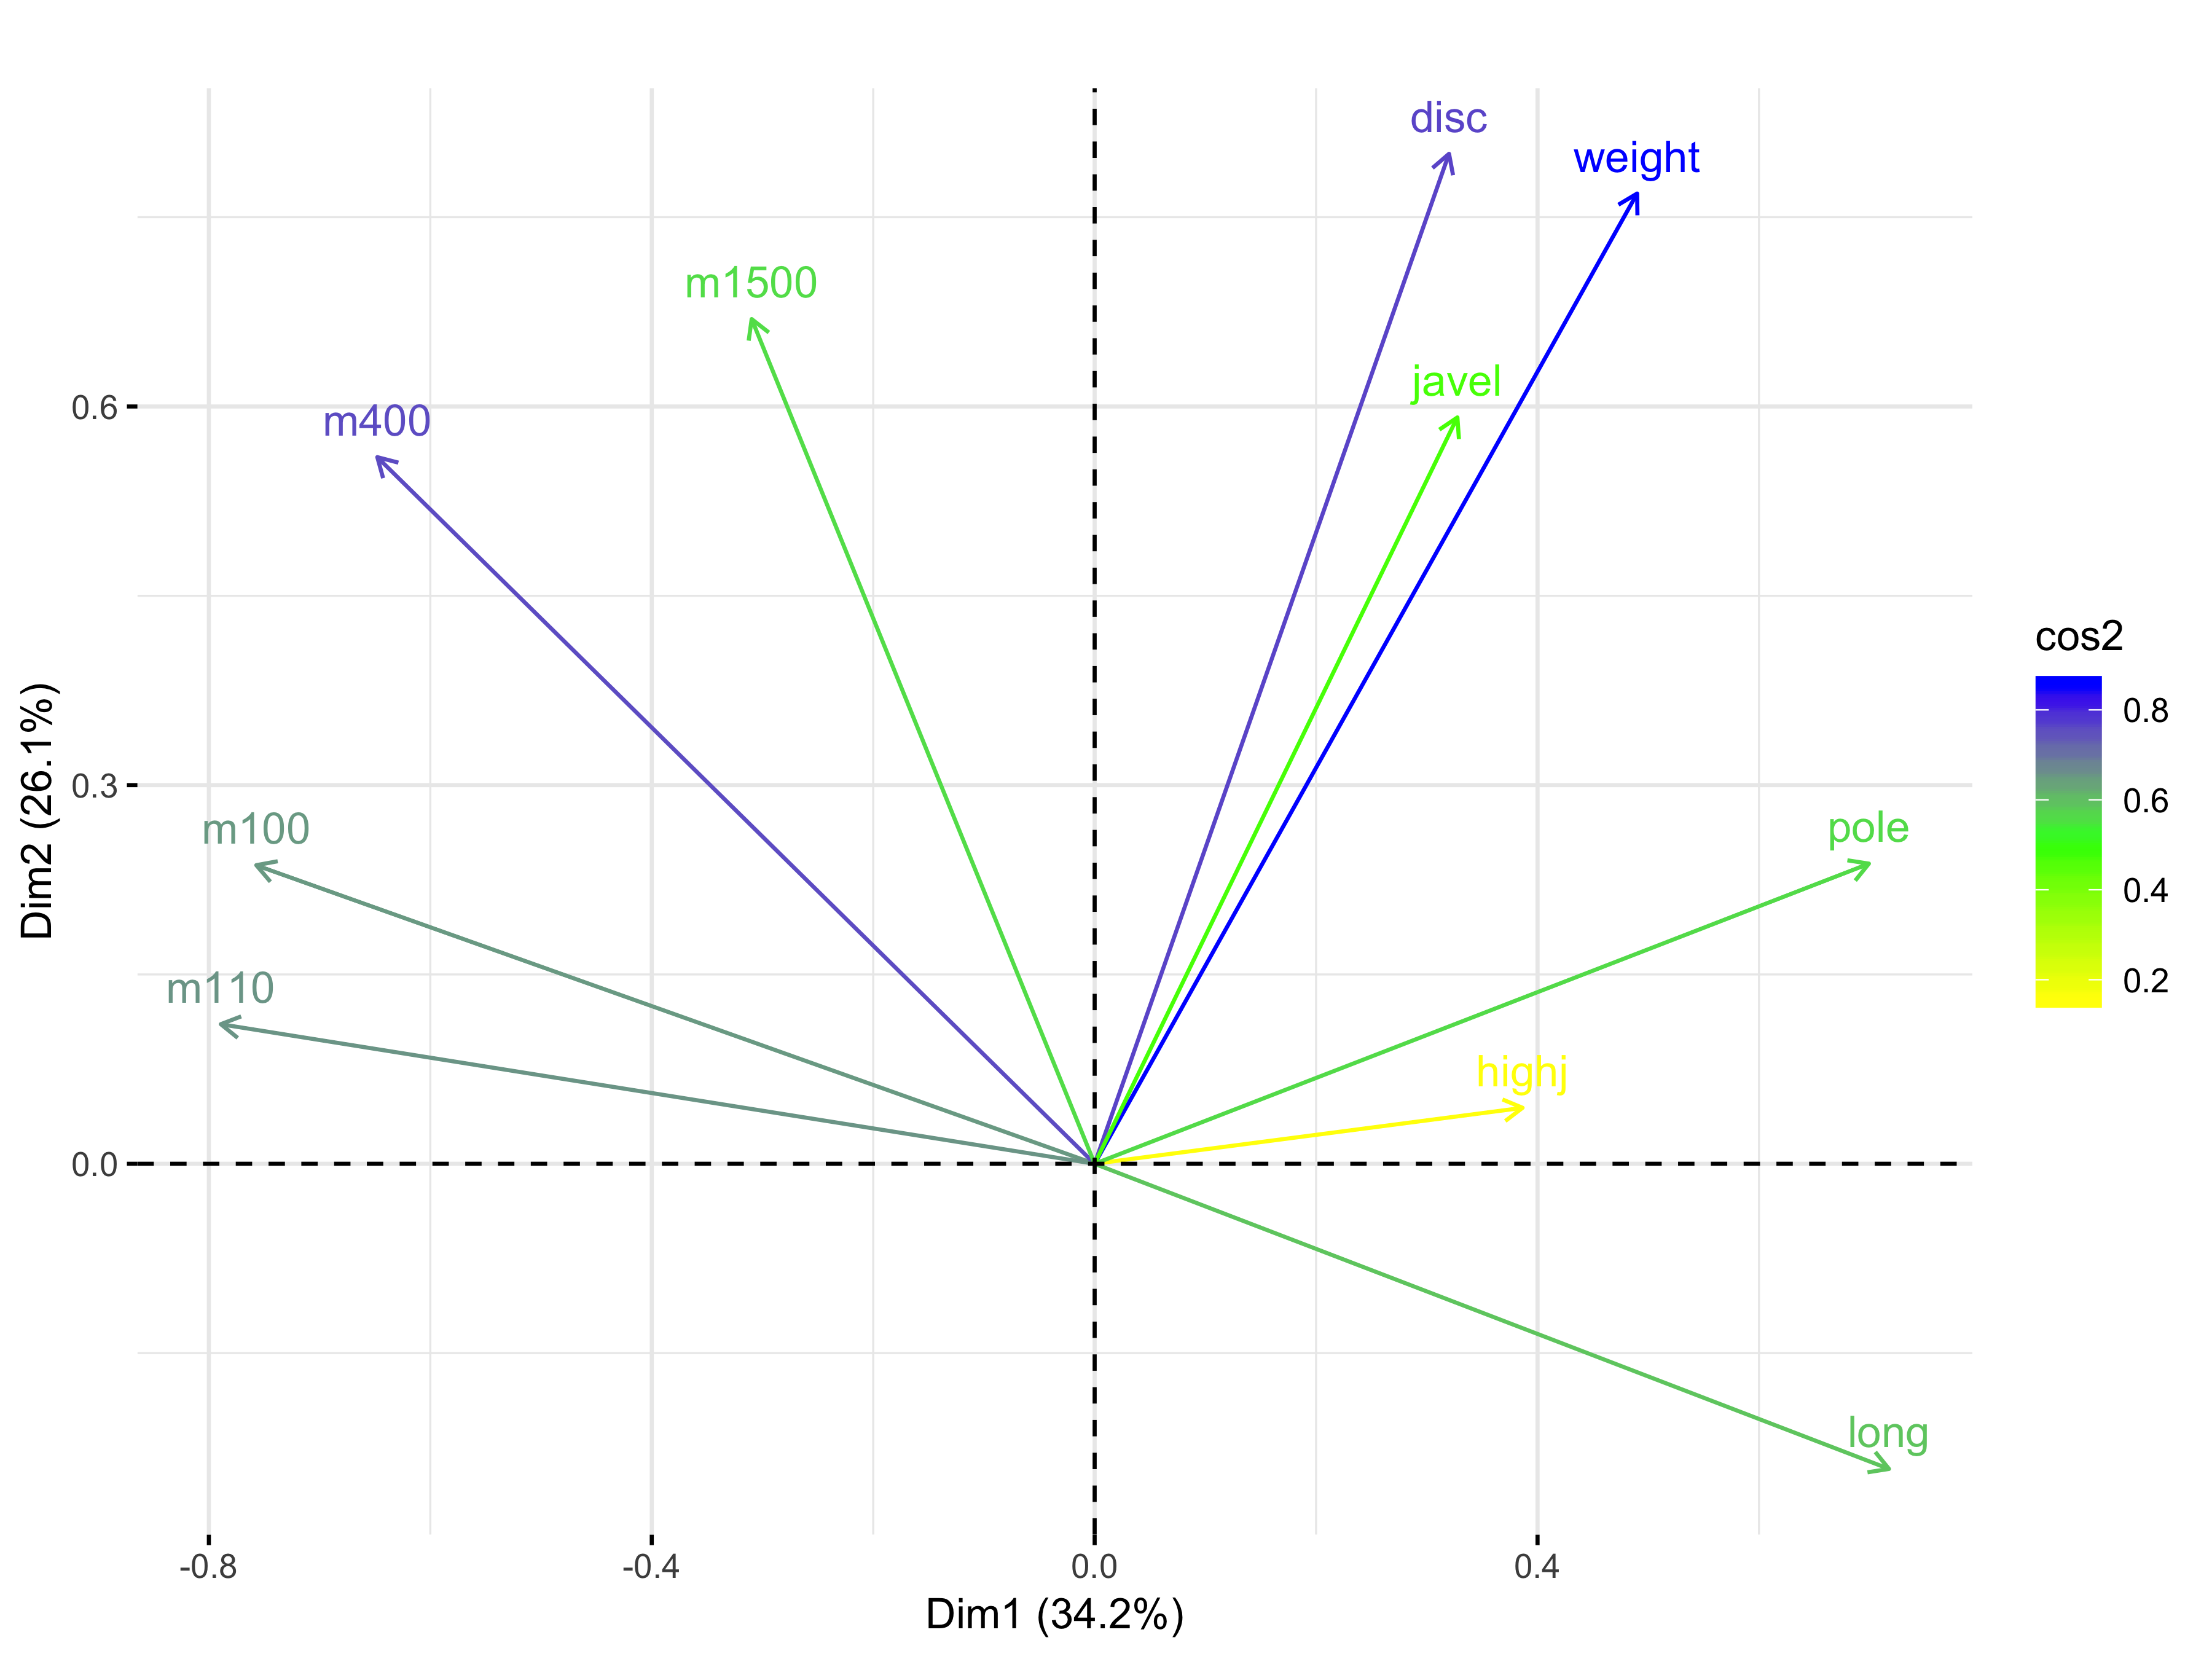 disc
weight
m1500
javel
m400
m100
pole
m110
highj
long
0.6
0.3
0.0
-0.8
-0.4
0.0
0.4
Dim1 (34.2%)
Dim2 (26.1%)
cos2
0.8
0.6
0.4
0.2